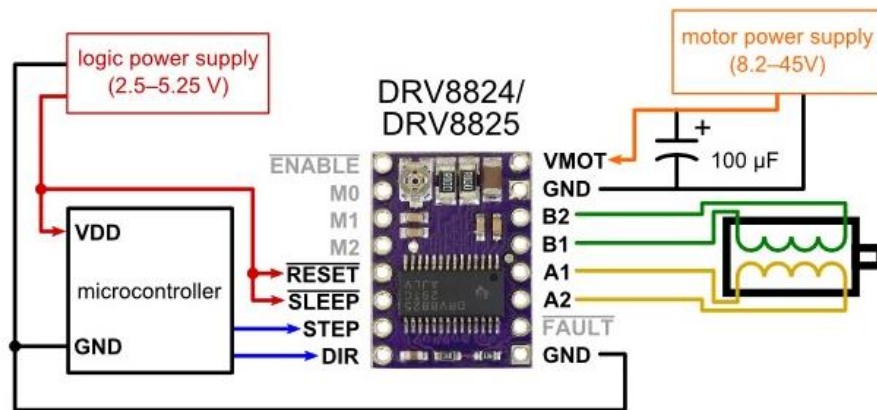 logic power supply
(2.5–5.25 V)
motor power supply
(8.2–45V)
DRV8824/
DRV8825
ENABLE
M0
M1
M2
RESET
SLEEP
STEP
DIR
VMOT
GND
B2
B1
A1
A2
FAULT
GND
+
100 µF
VDD
microcontroller
GND
DRV8825